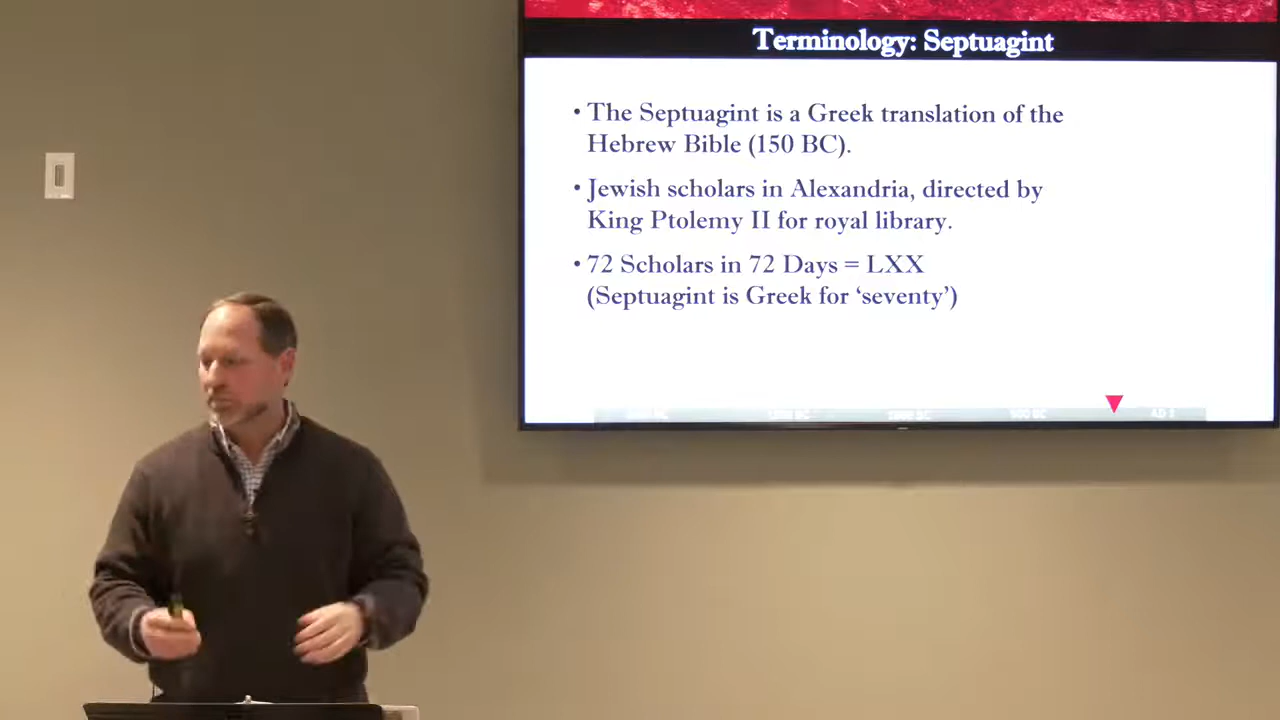 Terminology: Septuagint
• The Septuagint is a Greek translation of the
Hebrew Bible (150 BC).
• Jewish scholars in Alexandria, directed by
King Ptolemy II for royal library.
• 72 Scholars in 72 Days = LXX
(Septuagint is Greek for ‘seventy’)